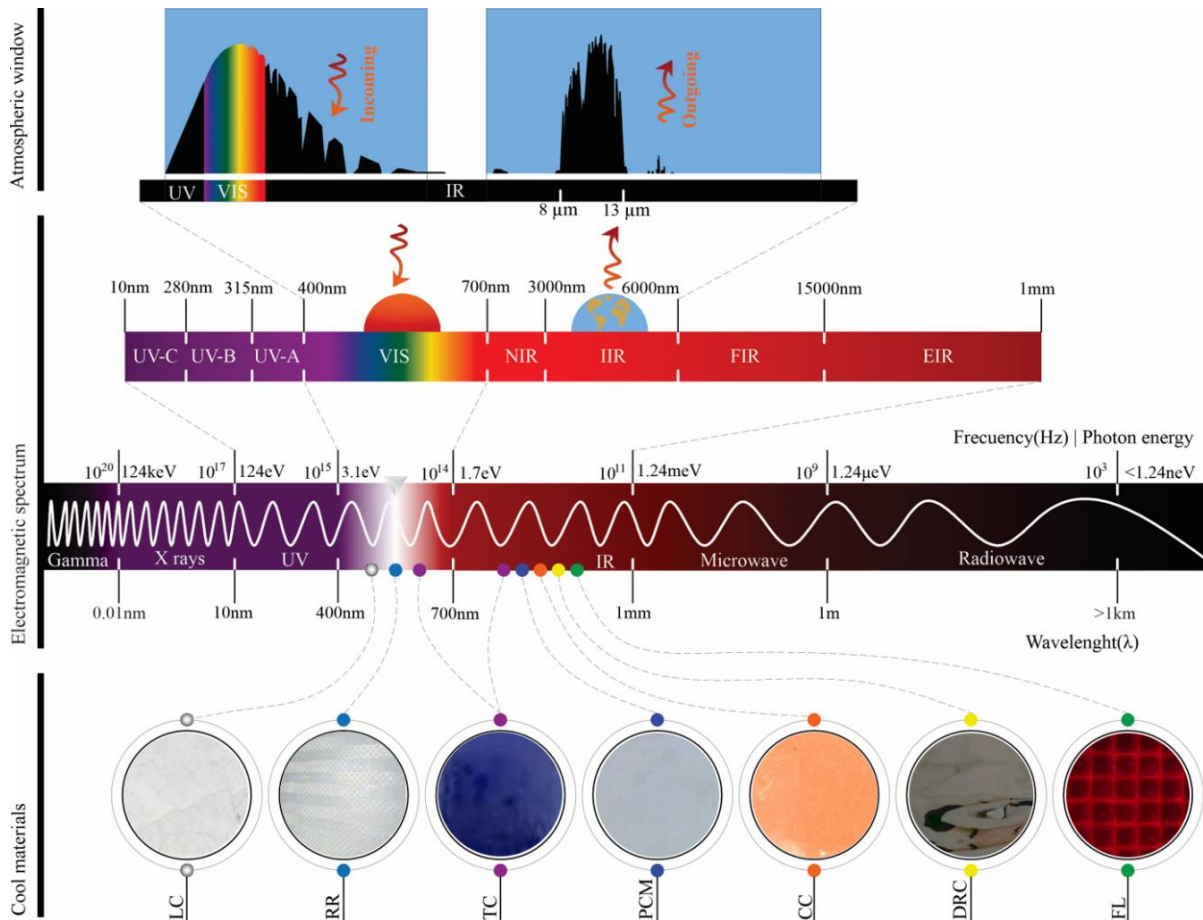 Atmospheric window
Incoming
Outgoing
UV VIS IR
8 µm 13 µm
Electromagnetic spectrum
10nm 280nm 315nm 400nm 700nm 3000nm 6000nm 15000nm 1mm
UV-C UV-B UV-A VIS NIR IIR FIR EIR
Frecuency(Hz) | Photon energy
10²⁰ 124keV 10¹⁷ 124eV 10¹⁵ 3.1eV 10¹⁴ 1.7eV 10¹¹ 1.24meV 10⁹ 1.24µeV 10³ <1.24neV
Gamma X rays UV IR Microwave Radiowave
0.01nm 10nm 400nm 700nm 1mm 1m >1km
Wavelenght(λ)
Cool materials
LC RR TC PCM CC DRC FL